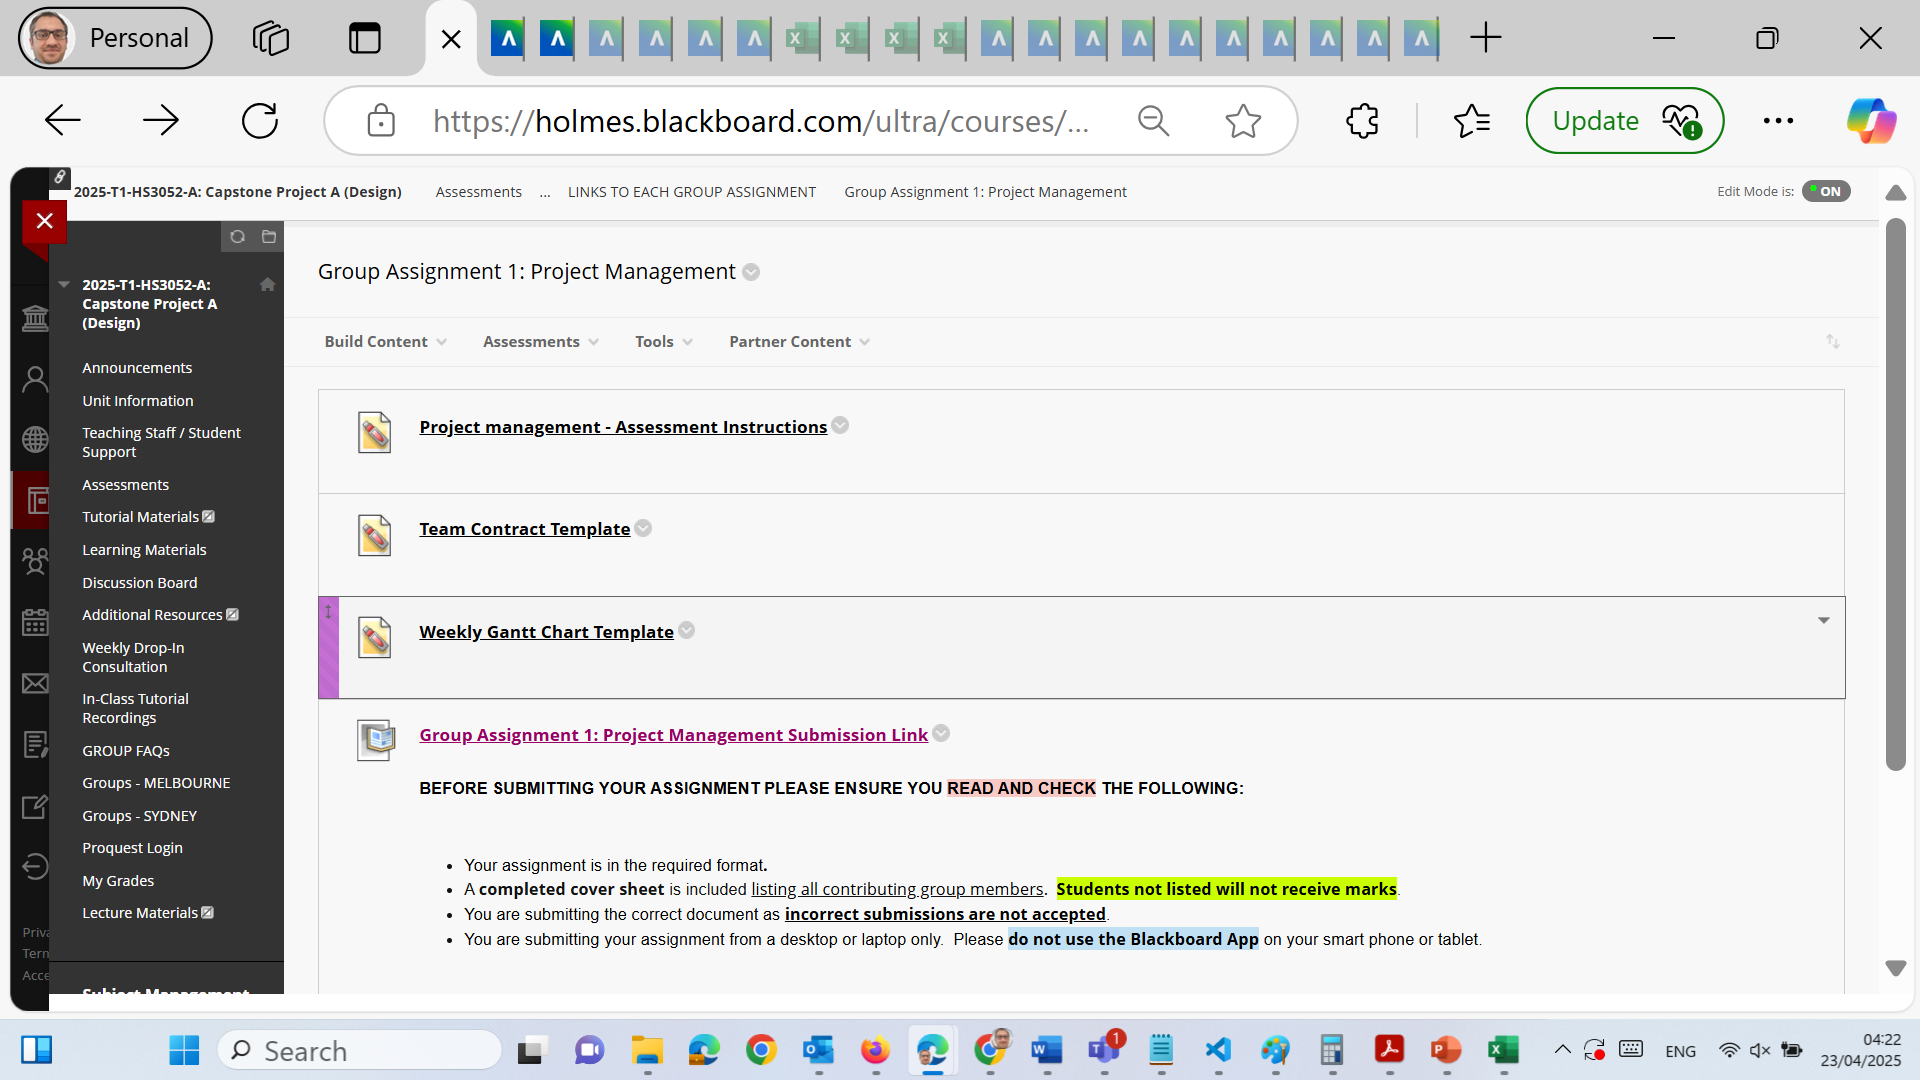 Personal
https://holmes.blackboard.com/ultra/courses/...
Update
2025-T1-HS3052-A: Capstone Project A (Design)
Assessments
...
LINKS TO EACH GROUP ASSIGNMENT
Group Assignment 1: Project Management
Edit Mode is:
ON
2025-T1-HS3052-A:
Capstone Project A
(Design)
Announcements
Unit Information
Teaching Staff / Student
Support
Assessments
Tutorial Materials
Learning Materials
Discussion Board
Additional Resources
Weekly Drop-In
Consultation
In-Class Tutorial
Recordings
GROUP FAQs
Groups - MELBOURNE
Groups - SYDNEY
Proquest Login
My Grades
Lecture Materials
Subject Management
Priva
Term
Acce
Group Assignment 1: Project Management
Build Content
Assessments
Tools
Partner Content
Project management - Assessment Instructions
Team Contract Template
Weekly Gantt Chart Template
Group Assignment 1: Project Management Submission Link
BEFORE SUBMITTING YOUR ASSIGNMENT PLEASE ENSURE YOU READ AND CHECK THE FOLLOWING:
• Your assignment is in the required format.
• A completed cover sheet is included listing all contributing group members. Students not listed will not receive marks.
• You are submitting the correct document as incorrect submissions are not accepted.
• You are submitting your assignment from a desktop or laptop only. Please do not use the Blackboard App on your smart phone or tablet.
Search
1
ENG
04:22
23/04/2025